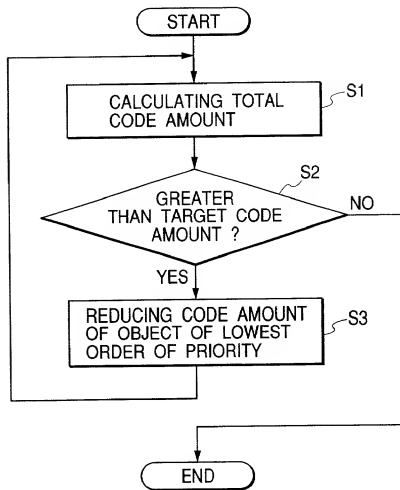 START
CALCULATING TOTAL
CODE AMOUNT
S1
S2
GREATER
THAN TARGET CODE
AMOUNT ?
NO
YES
REDUCING CODE AMOUNT
OF OBJECT OF LOWEST
ORDER OF PRIORITY
S3
END